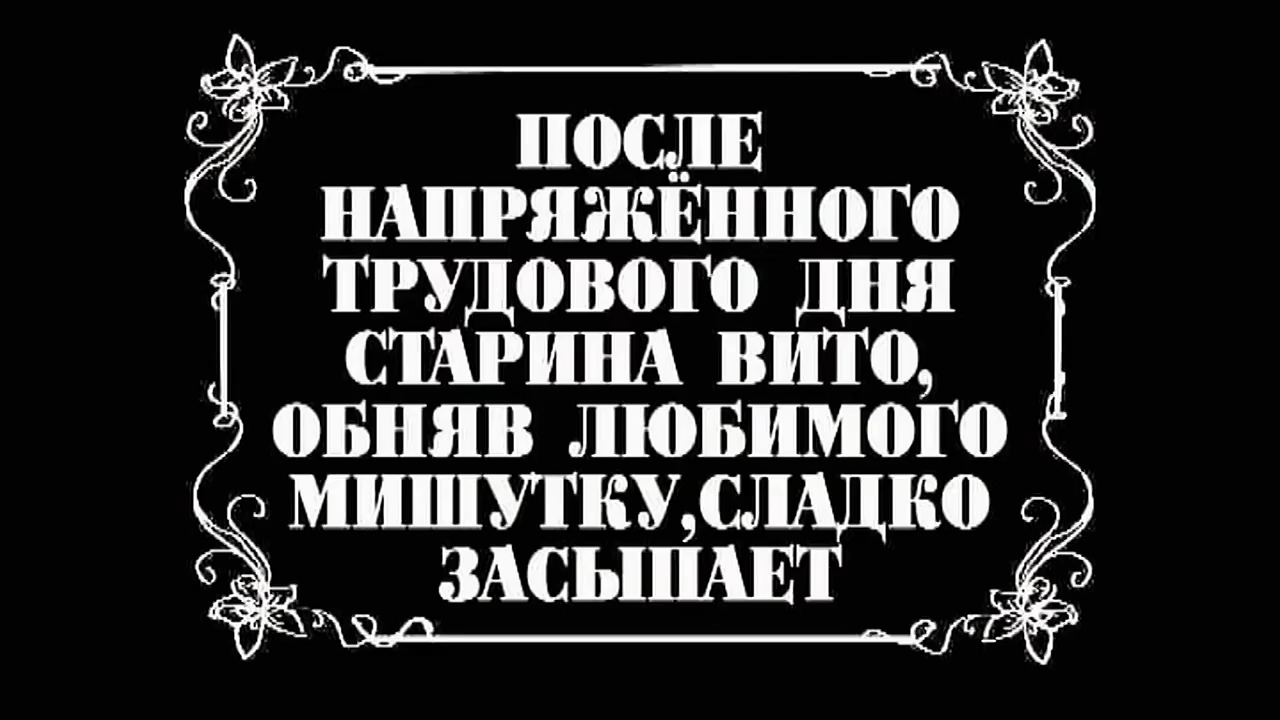 ПОСЛЕ
НАПРЯЖЁННОГО
ТРУДОВОГО ДНЯ
СТАРИНА ВИТО,
ОБНЯВ ЛЮБИМОГО
МИШУТКУ,СЛАДКО
ЗАСЫПАЕТ